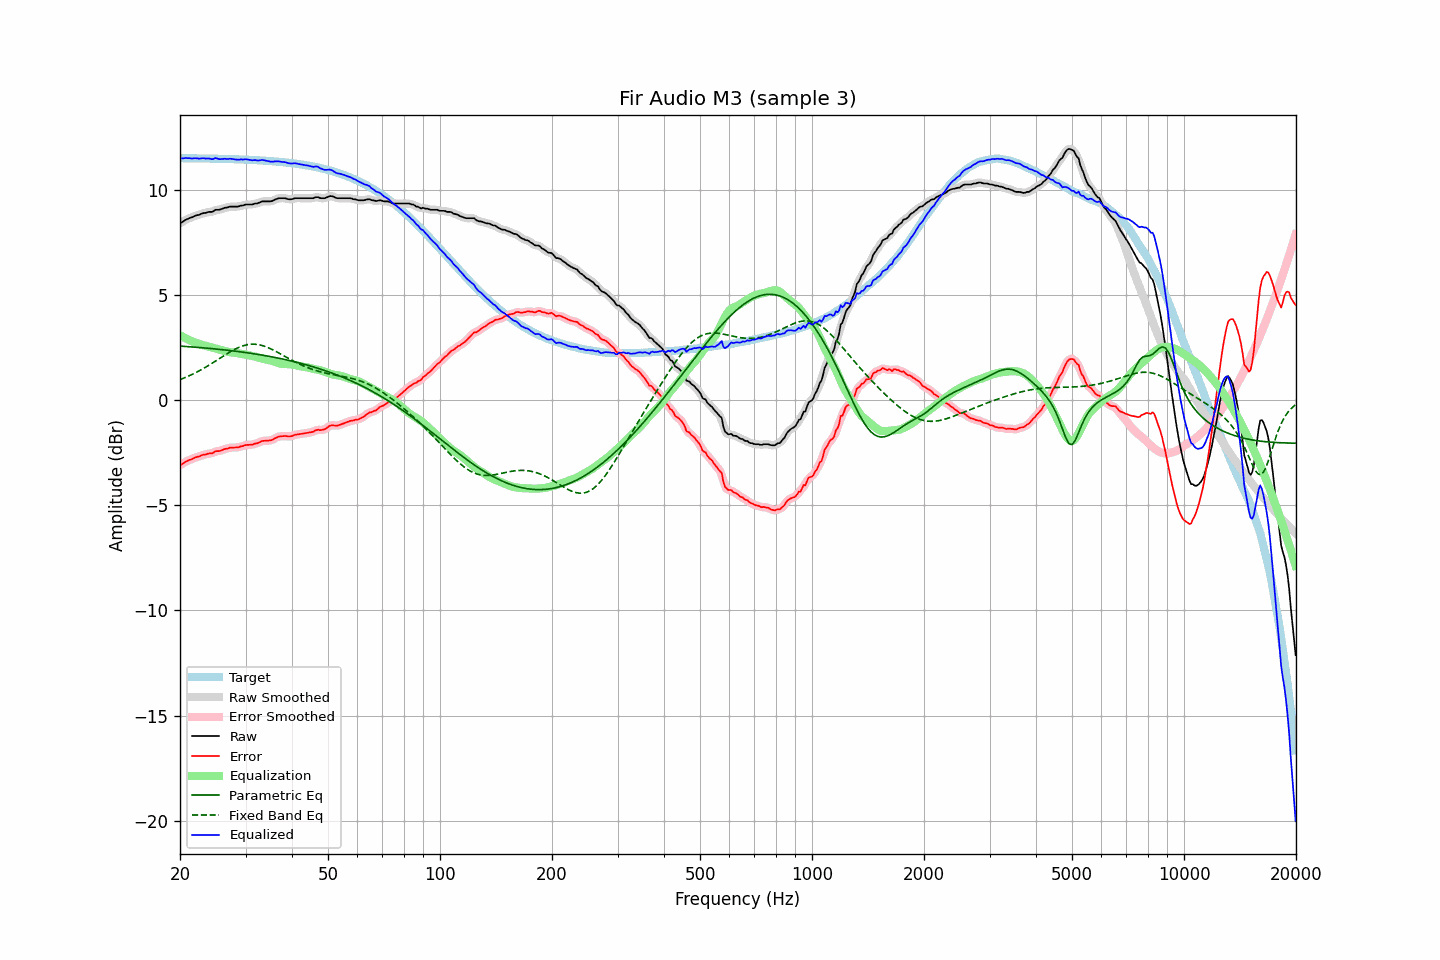 Fir Audio M3 (sample 3)
Amplitude (dBr)
10
5
0
−5
−10
−15
−20
Target
Raw Smoothed
Error Smoothed
Raw
Error
Equalization
Parametric Eq
Fixed Band Eq
Equalized
20 50 100 200 500 1000 2000 5000 10000 20000
Frequency (Hz)